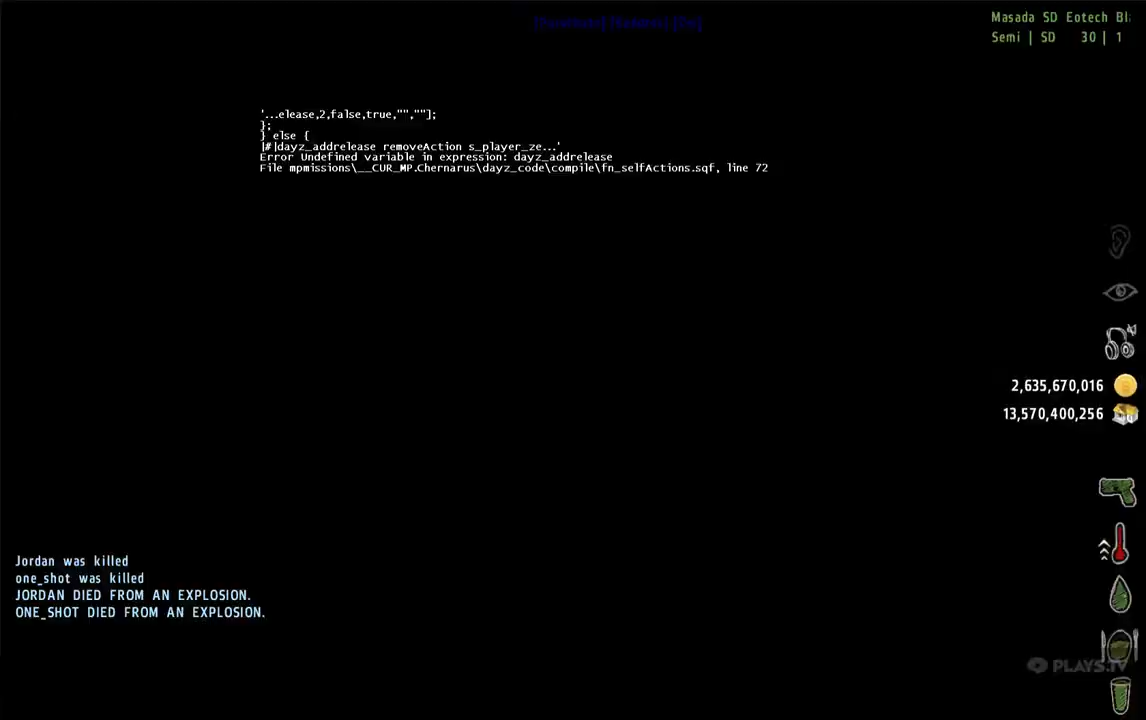 Masada SD Eotech Bl
Semi | SD 30 | 1
'...elease,2,false,true,"",""];
};
} else {
|#|dayz_addrelease removeAction s_player_ze...'
Error Undefined variable in expression: dayz_addrelease
File mpmissions\__CUR_MP.Chernarus\dayz_code\compile\fn_selfActions.sqf, line 72
2,635,670,016
13,570,400,256
Jordan was killed
one_shot was killed
JORDAN DIED FROM AN EXPLOSION.
ONE_SHOT DIED FROM AN EXPLOSION.
PLAYS.TV